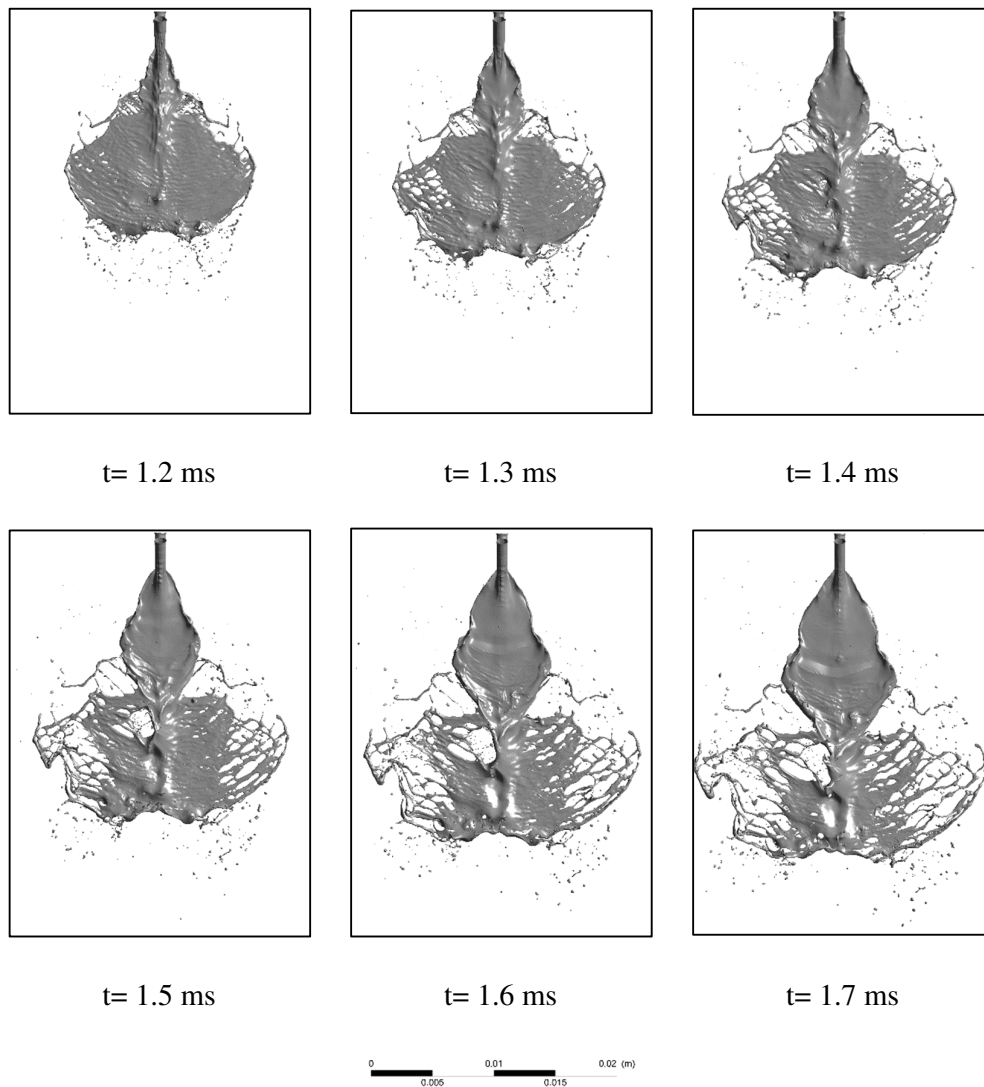 t= 1.2 ms
t= 1.3 ms
t= 1.4 ms
t= 1.5 ms
t= 1.6 ms
t= 1.7 ms
0 0.01 0.02 (m)
0.005 0.015